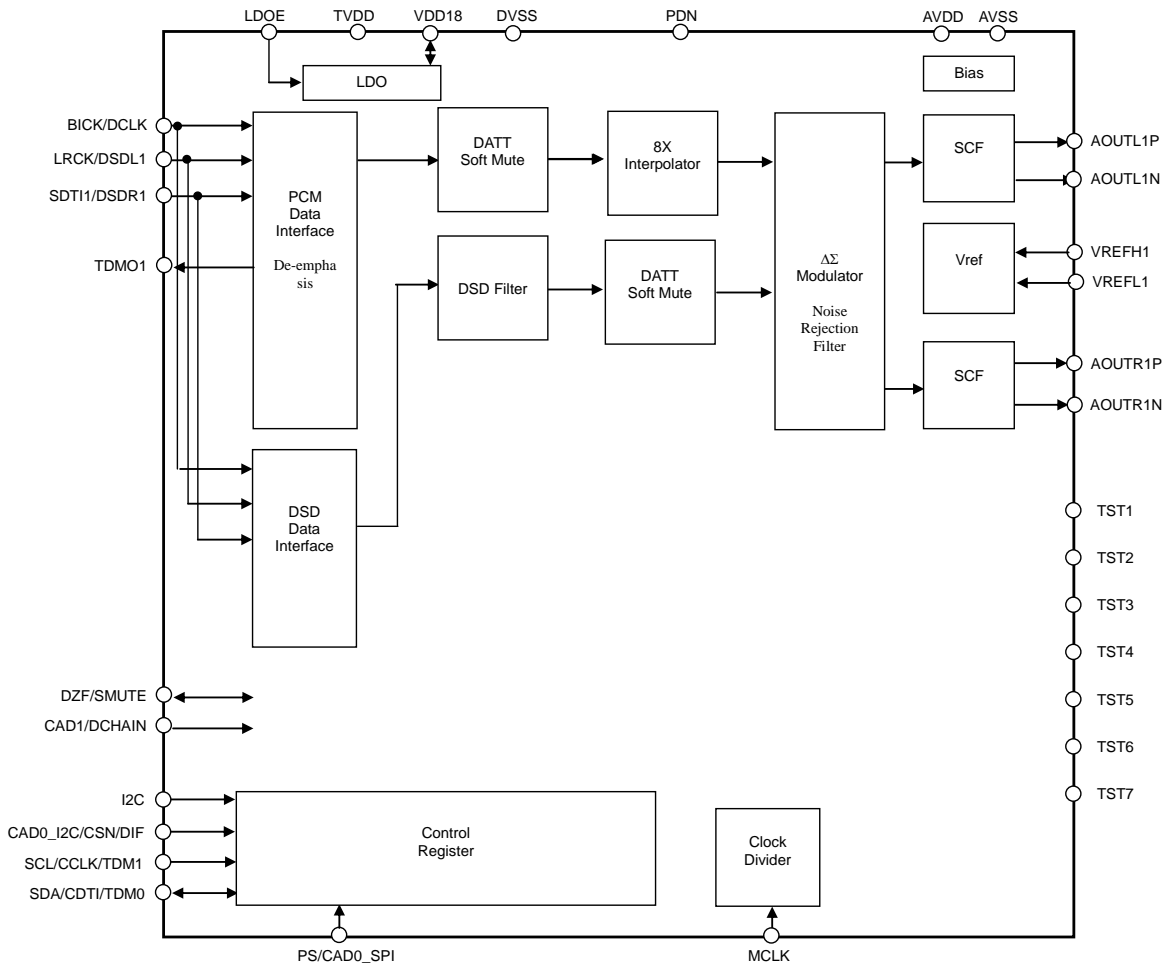 LDOE
TVDD
VDD18
DVSS
PDN
AVDD
AVSS
LDO
Bias
BICK/DCLK
LRCK/DSDL1
SDTI1/DSDR1
TDMO1
PCM
Data
Interface
De-empha
sis
DATT
Soft Mute
8X
Interpolator
DSD Filter
DATT
Soft Mute
ΔΣ
Modulator
Noise
Rejection
Filter
SCF
Vref
SCF
AOUTL1P
AOUTL1N
VREFH1
VREFL1
AOUTR1P
AOUTR1N
DSD
Data
Interface
TST1
TST2
TST3
TST4
TST5
TST6
TST7
DZF/SMUTE
CAD1/DCHAIN
I2C
CAD0_I2C/CSN/DIF
SCL/CCLK/TDM1
SDA/CDTI/TDM0
Control
Register
Clock
Divider
PS/CAD0_SPI
MCLK